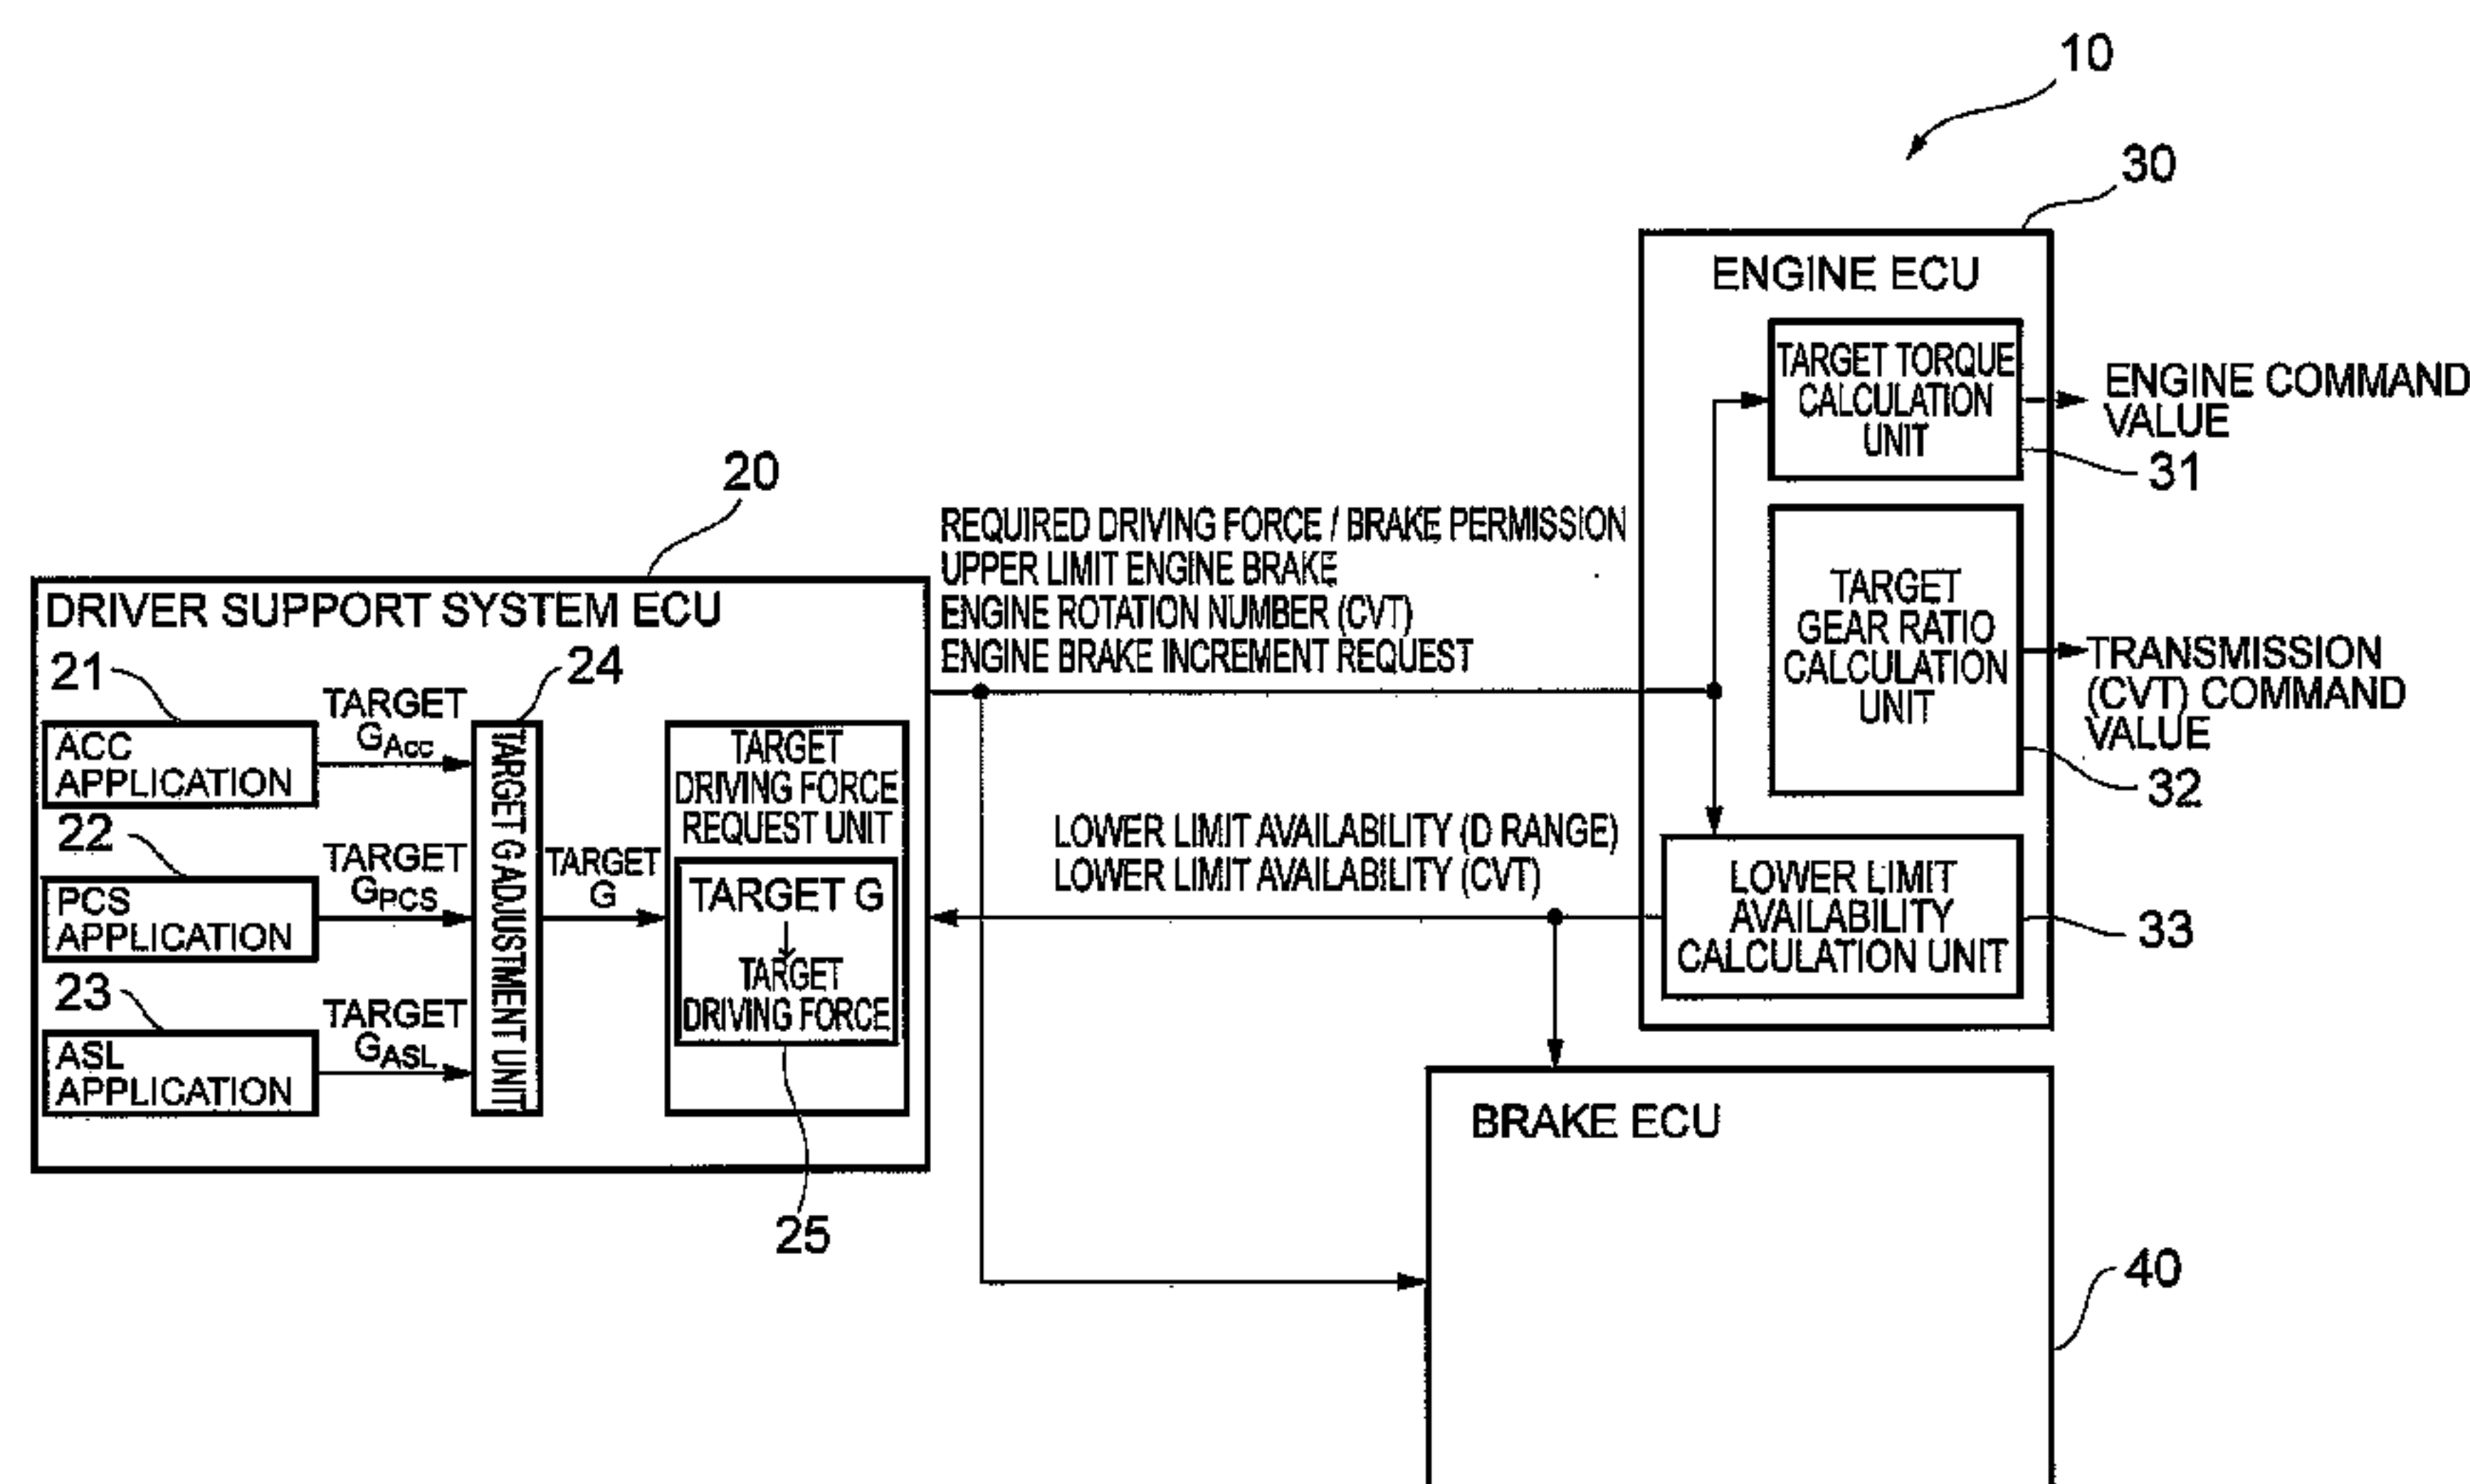 10
30
ENGINE ECU
TARGET TORQUE
CALCULATION
UNIT
ENGINE COMMAND
VALUE
31
TARGET
GEAR RATIO
CALCULATION
UNIT
TRANSMISSION
(CVT) COMMAND
VALUE
32
LOWER LIMIT
AVAILABILITY
CALCULATION UNIT
33
20
REQUIRED DRIVING FORCE / BRAKE PERMISSION
UPPER LIMIT ENGINE BRAKE
ENGINE ROTATION NUMBER (CVT)
ENGINE BRAKE INCREMENT REQUEST
DRIVER SUPPORT SYSTEM ECU
21
ACC
APPLICATION
TARGET
GACC
22
PCS
APPLICATION
TARGET
GPCS
23
ASL
APPLICATION
TARGET
GASL
24
TARGET G ADJUSTMENT UNIT
TARGET
G
TARGET
DRIVING FORCE
REQUEST UNIT
TARGET G
TARGET
DRIVING FORCE
25
LOWER LIMIT AVAILABILITY (D RANGE)
LOWER LIMIT AVAILABILITY (CVT)
BRAKE ECU
40